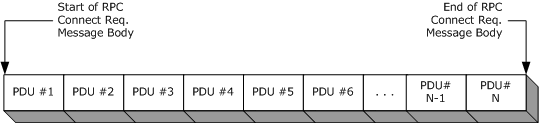 Start of RPC
Connect Req.
Message Body
End of RPC
Connect Req.
Message Body
PDU #1 PDU #2 PDU #3 PDU #4 PDU #5 PDU #6 . . . PDU# N-1 PDU# N